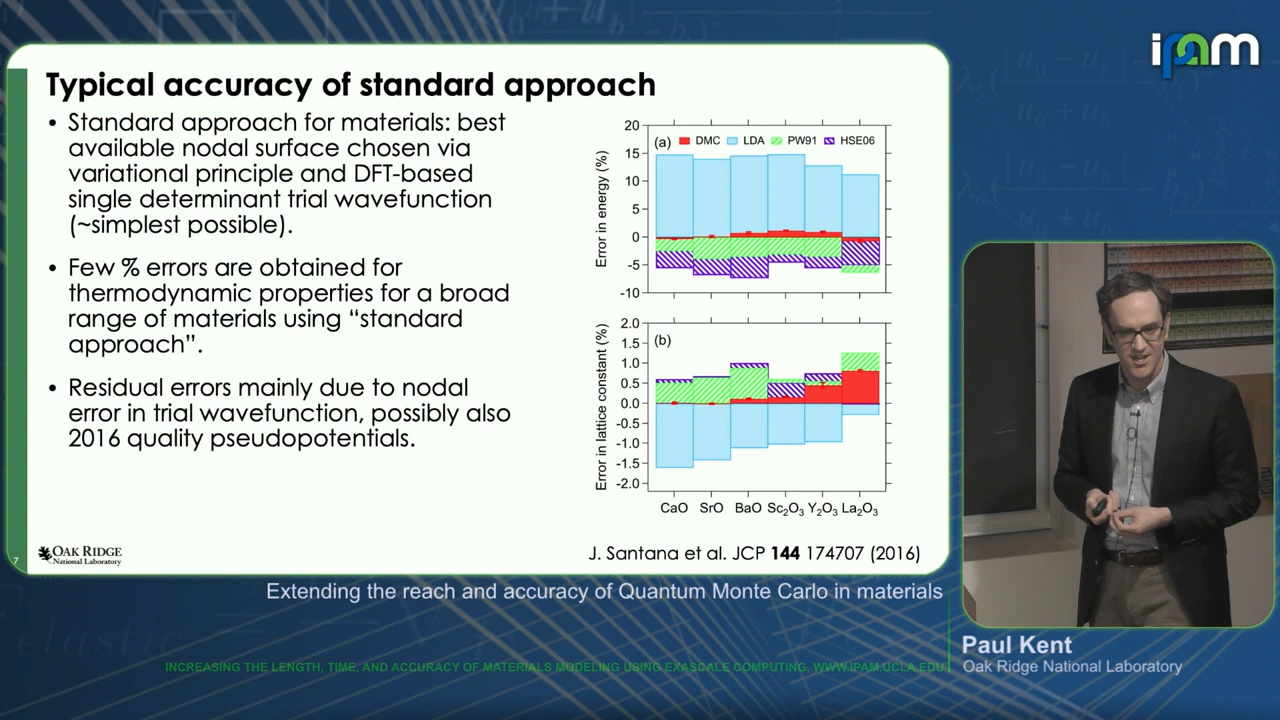 ipam
Typical accuracy of standard approach
• Standard approach for materials: best
available nodal surface chosen via
variational principle and DFT-based
single determinant trial wavefunction
(~simplest possible).
• Few % errors are obtained for
thermodynamic properties for a broad
range of materials using “standard
approach”.
• Residual errors mainly due to nodal
error in trial wavefunction, possibly also
2016 quality pseudopotentials.
(a) DMC LDA PW91 HSE06
Error in energy (%)
20
15
10
5
0
-5
-10
(b)
Error in lattice constant (%)
2.0
1.5
1.0
0.5
0.0
-0.5
-1.0
-1.5
-2.0
CaO SrO BaO Sc₂O₃ Y₂O₃ La₂O₃
7
OAK RIDGE
National Laboratory
J. Santana et al. JCP 144 174707 (2016)
Extending the reach and accuracy of Quantum Monte Carlo in materials
Paul Kent
Oak Ridge National Laboratory
INCREASING THE LENGTH, TIME, AND ACCURACY OF MATERIALS MODELING USING EXASCALE COMPUTING, WWW.IPAM.UCLA.EDU
elastic